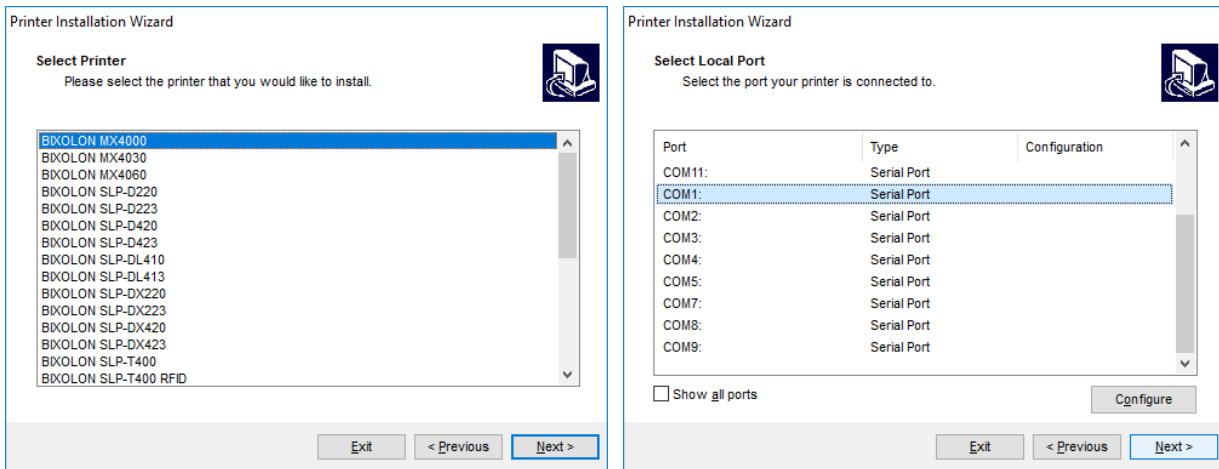 Printer Installation Wizard
Select Printer
Please select the printer that you would like to install.
BIXOLON MX4000
BIXOLON MX4030
BIXOLON MX4060
BIXOLON SLP-D220
BIXOLON SLP-D223
BIXOLON SLP-D420
BIXOLON SLP-D423
BIXOLON SLP-DL410
BIXOLON SLP-DL413
BIXOLON SLP-DX220
BIXOLON SLP-DX223
BIXOLON SLP-DX420
BIXOLON SLP-DX423
BIXOLON SLP-T400
BIXOLON SLP-T400 RFID
Exit < Previous Next >
Printer Installation Wizard
Select Local Port
Select the port your printer is connected to.
Port Type Configuration
COM11: Serial Port
COM1: Serial Port
COM2: Serial Port
COM3: Serial Port
COM4: Serial Port
COM5: Serial Port
COM7: Serial Port
COM8: Serial Port
COM9: Serial Port
Show all ports
Configure
Exit < Previous Next >